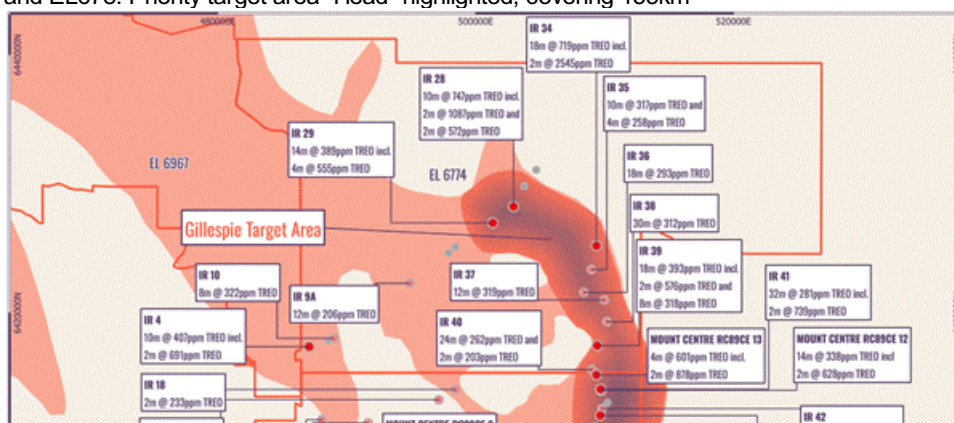 and EL675. Priority target area "Head" highlighted, covering 100km
480000E
500000E
520000E
6440000N
IR 34
18m @ 719ppm TREO incl.
2m @ 2545ppm TREO
IR 28
10m @ 747ppm TREO incl.
2m @ 1087ppm TREO and
2m @ 572ppm TREO
IR 35
10m @ 317ppm TREO and
4m @ 258ppm TREO
IR 29
14m @ 389ppm TREO incl.
4m @ 555ppm TREO
IR 36
18m @ 293ppm TREO
EL 6967
EL 6774
IR 38
30m @ 312ppm TREO
Gillespie Target Area
IR 39
18m @ 393ppm TREO incl.
2m @ 576ppm TREO and
8m @ 318ppm TREO
IR 10
8m @ 322ppm TREO
IR 37
12m @ 319ppm TREO
IR 41
32m @ 281ppm TREO incl.
2m @ 739ppm TREO
IR 9A
12m @ 206ppm TREO
6420000N
IR 4
10m @ 407ppm TREO incl.
2m @ 691ppm TREO
IR 40
24m @ 262ppm TREO and
2m @ 203ppm TREO
MOUNT CENTRE RC89CE 13
4m @ 601ppm TREO incl.
2m @ 878ppm TREO
MOUNT CENTRE RC89CE 12
14m @ 338ppm TREO incl
2m @ 628ppm TREO
IR 18
2m @ 233ppm TREO
IR 42